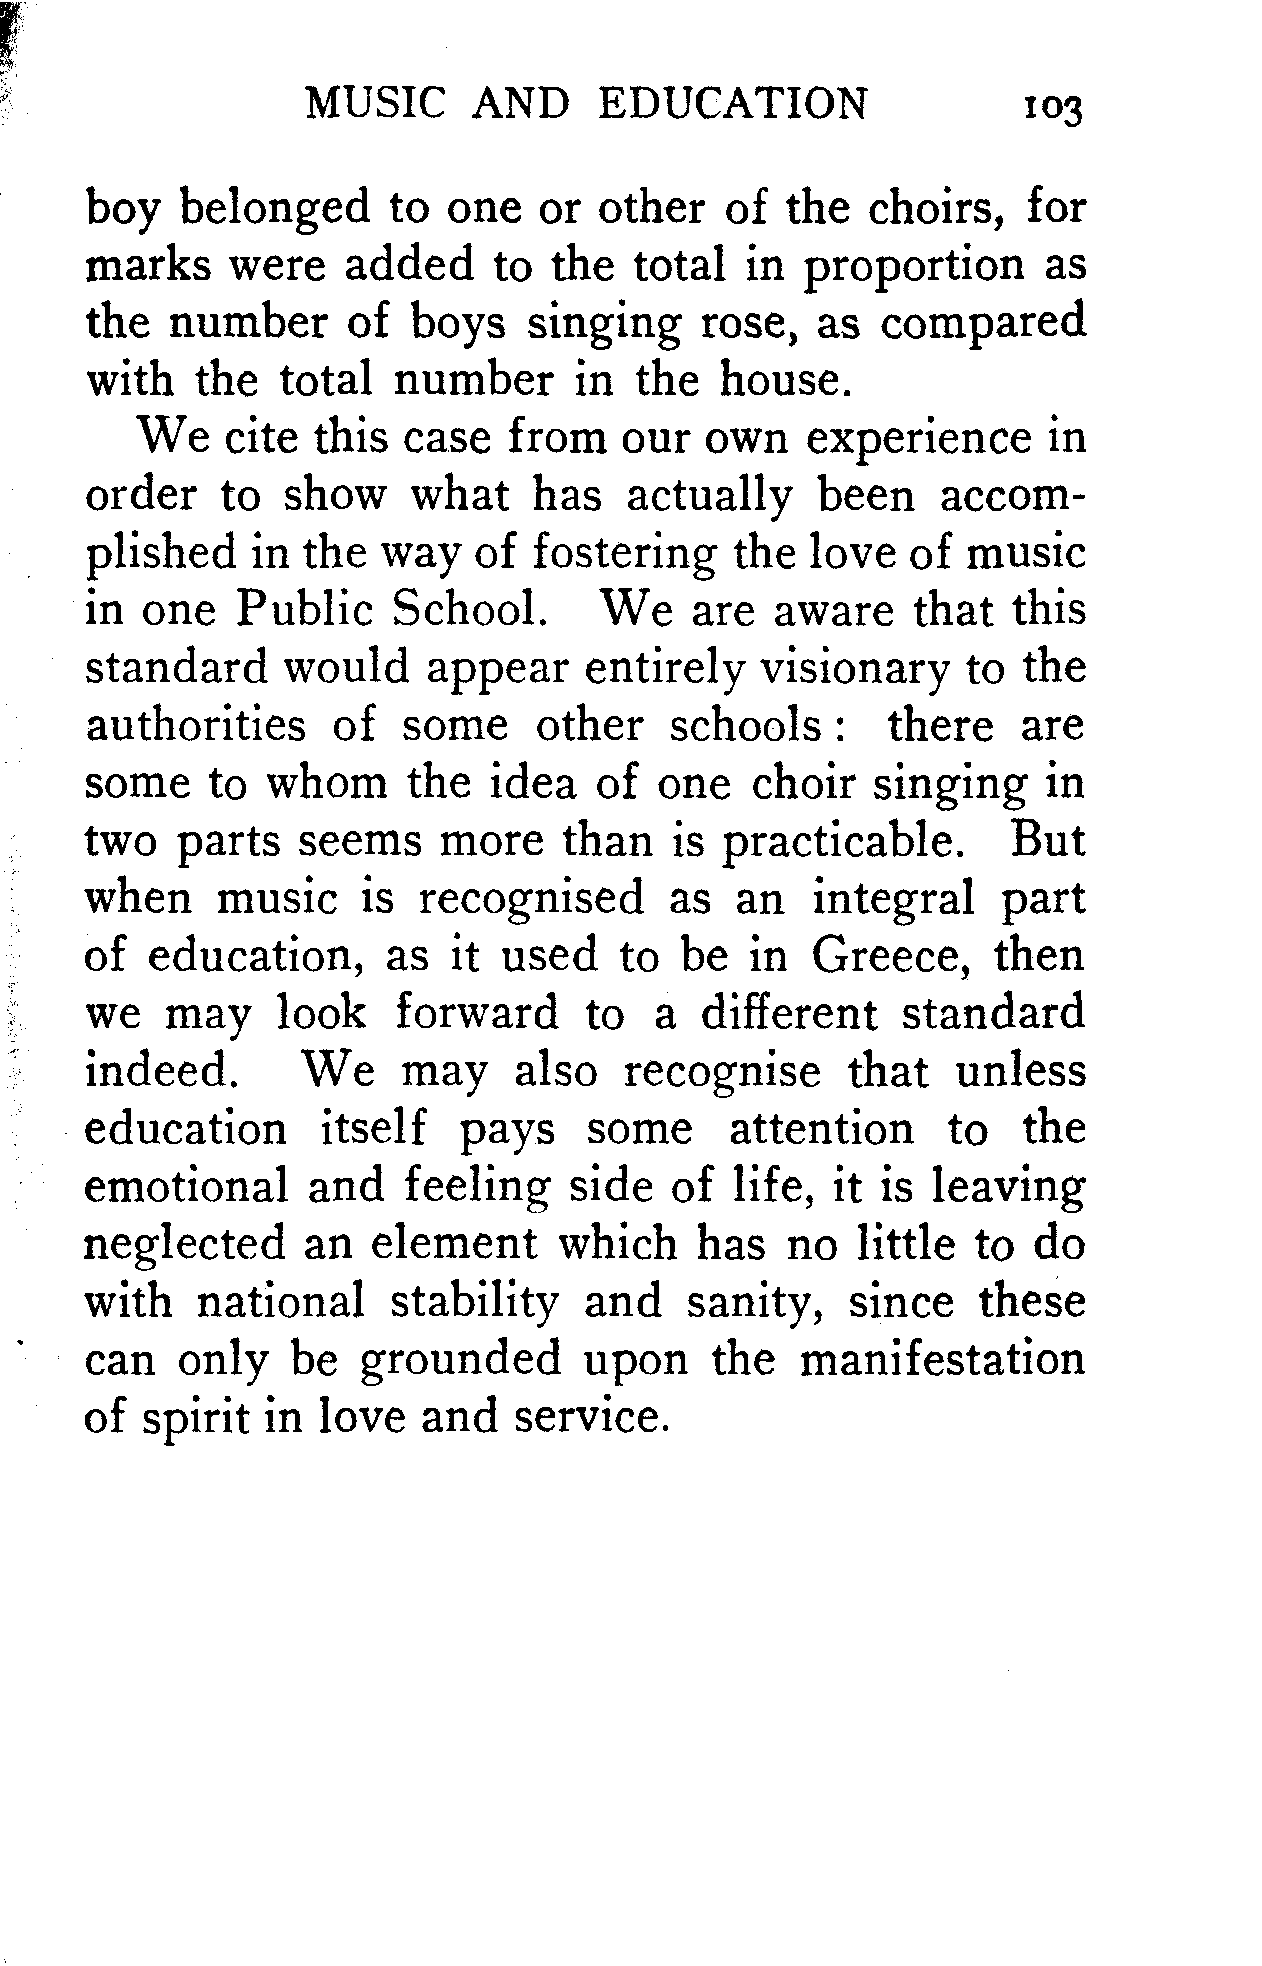 MUSIC AND EDUCATION 103
boy belonged to one or other of the choirs, for
marks were added to the total in proportion as
the number of boys singing rose, as compared
with the total number in the house.
We cite this case from our own experience in
order to show what has actually been accom-
plished in the way of fostering the love of music
in one Public School. We are aware that this
standard would appear entirely visionary to the
authorities of some other schools : there are
some to whom the idea of one choir singing in
two parts seems more than is practicable. But
when music is recognised as an integral part
of education, as it used to be in Greece, then
we may look forward to a different standard
indeed. We may also recognise that unless
education itself pays some attention to the
emotional and feeling side of life, it is leaving
neglected an element which has no little to do
with national stability and sanity, since these
can only be grounded upon the manifestation
of spirit in love and service.